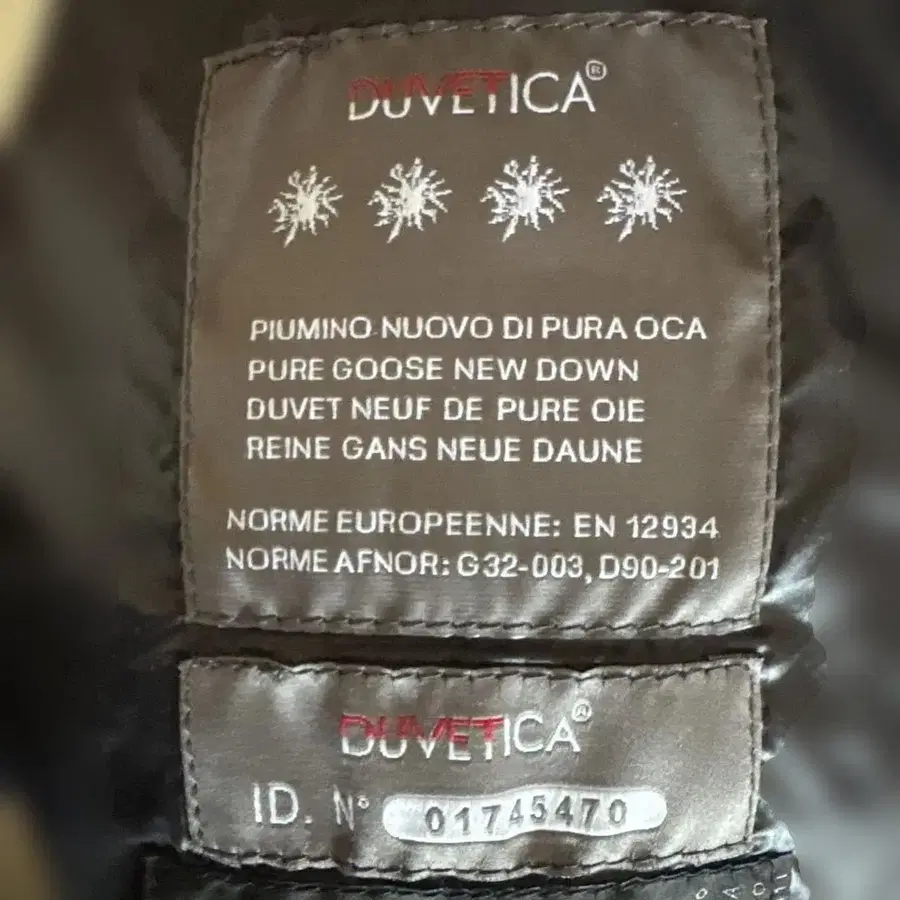 DUVETICA®
PIUMINO NUOVO DI PURA OCA
PURE GOOSE NEW DOWN
DUVET NEUF DE PURE OIE
REINE GANS NEUE DAUNE
NORME EUROPEENNE: EN 12934
NORME AFNOR: G32-003, D90-201
DUVETICA®
ID. N° 01745470